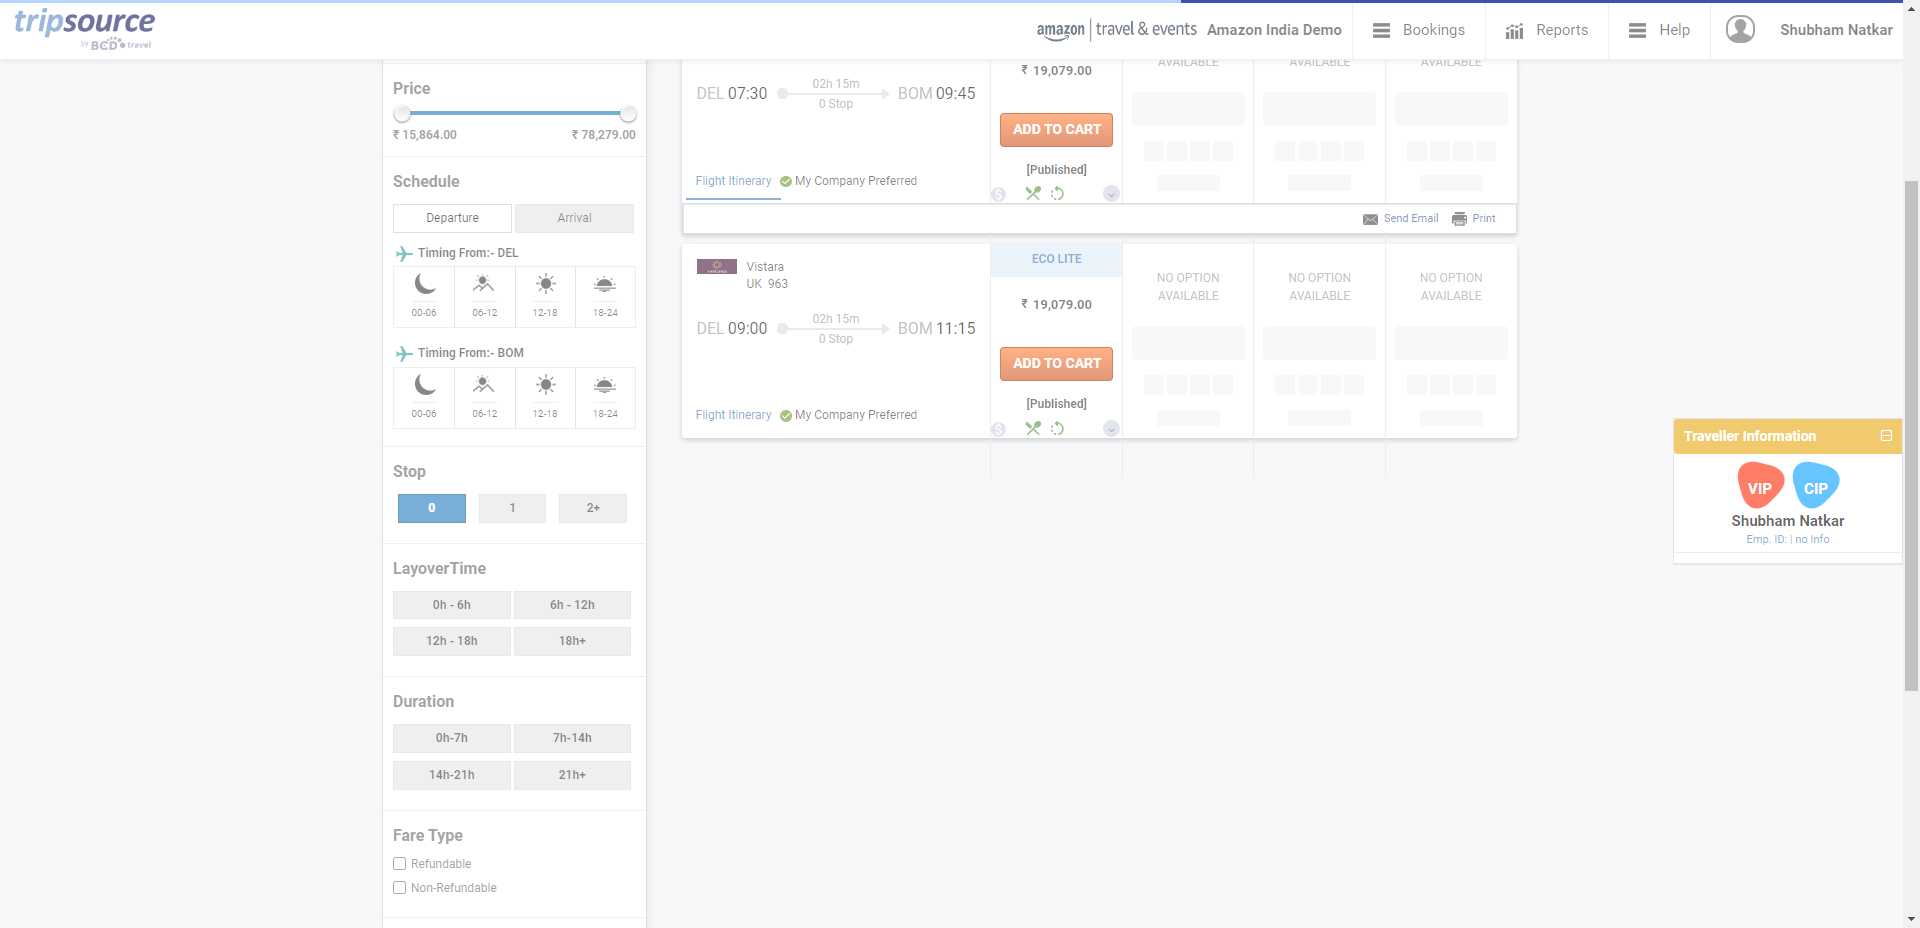 tripsource
by BCD travel
amazon | travel & events
Amazon India Demo
Bookings
Reports
Help
Shubham Natkar
Price
₹ 15,864.00
₹ 78,279.00
Schedule
Departure
Arrival
Timing From:- DEL
00-06
06-12
12-18
18-24
Timing From:- BOM
00-06
06-12
12-18
18-24
Stop
0
1
2+
LayoverTime
0h - 6h
6h - 12h
12h - 18h
18h+
Duration
0h-7h
7h-14h
14h-21h
21h+
Fare Type
Refundable
Non-Refundable
DEL 07:30
02h 15m
0 Stop
BOM 09:45
Flight Itinerary
My Company Preferred
₹ 19,079.00
ADD TO CART
[Published]
AVAILABLE
AVAILABLE
AVAILABLE
Send Email
Print
Vistara
UK 963
DEL 09:00
02h 15m
0 Stop
BOM 11:15
Flight Itinerary
My Company Preferred
ECO LITE
₹ 19,079.00
ADD TO CART
[Published]
NO OPTION
AVAILABLE
NO OPTION
AVAILABLE
NO OPTION
AVAILABLE
Traveller Information
VIP
CIP
Shubham Natkar
Emp. ID: | no Info